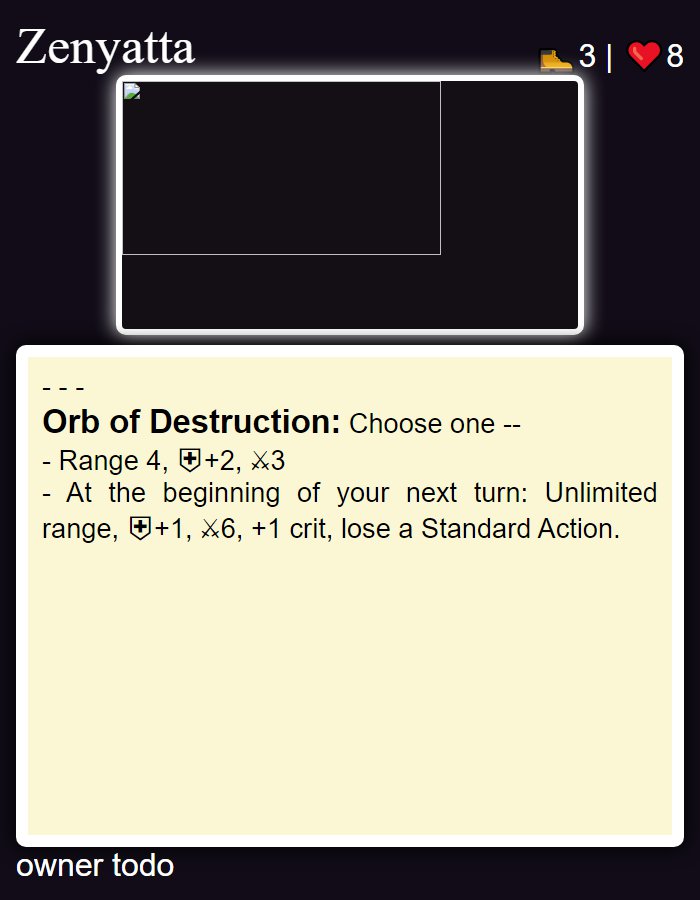 Zenyatta
🥾3 | ❤️8
- - -
Orb of Destruction: Choose one --
- Range 4, ⛨+2, ⚔3
- At the beginning of your next turn: Unlimited
range, ⛨+1, ⚔6, +1 crit, lose a Standard Action.
owner todo